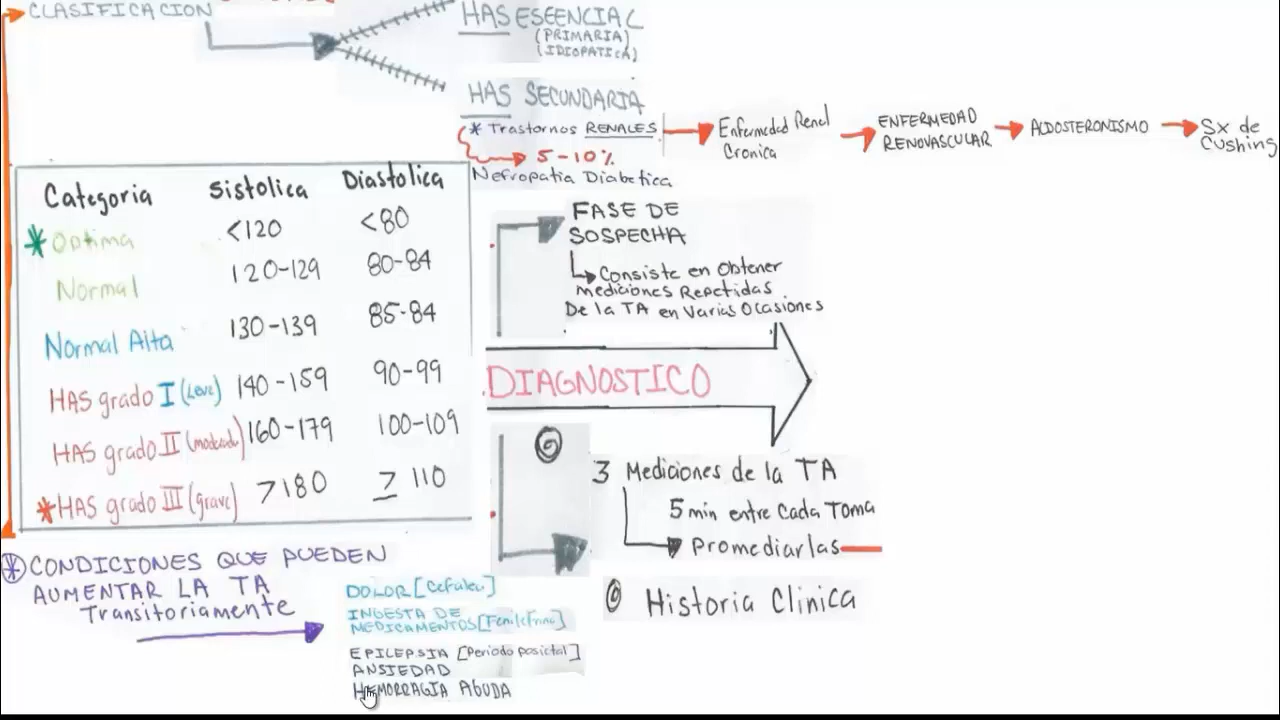 CLASIFICACION
HAS ESEENCIAL
(PRIMARIA)
(IDIOPATICA)
HAS SECUNDARIA
* Trastornos RENALES
5-10%
Nefropatia Diabetica
Enfermedad Renal
Cronica
ENFERMEDAD
RENOVASCULAR
ALDOSTERONISMO
Sx de
Cushing
Categoria Sistolica Diastolica
* Optima <120 <80
Normal 120-129 80-84
Normal Alta 130-139 85-84
HAS grado I (Leve) 140-159 90-99
HAS grado II (moderado) 160-179 100-109
* HAS grado III (grave) >180 ≥ 110
FASE DE
SOSPECHA
Consiste en Obtener
mediciones Repetidas
De la TA en Varias Ocasiones
DIAGNOSTICO
3 Mediciones de la TA
5 min entre Cada Toma
Promediarlas
Historia Clinica
* CONDICIONES QUE PUEDEN
AUMENTAR LA TA
Transitoriamente
DOLOR [Cefalea]
INGESTA DE
MEDICAMENTOS [Fenilefrina]
EPILEPSIA [Periodo posictal]
ANSIEDAD
HEMORRAGIA AGUDA